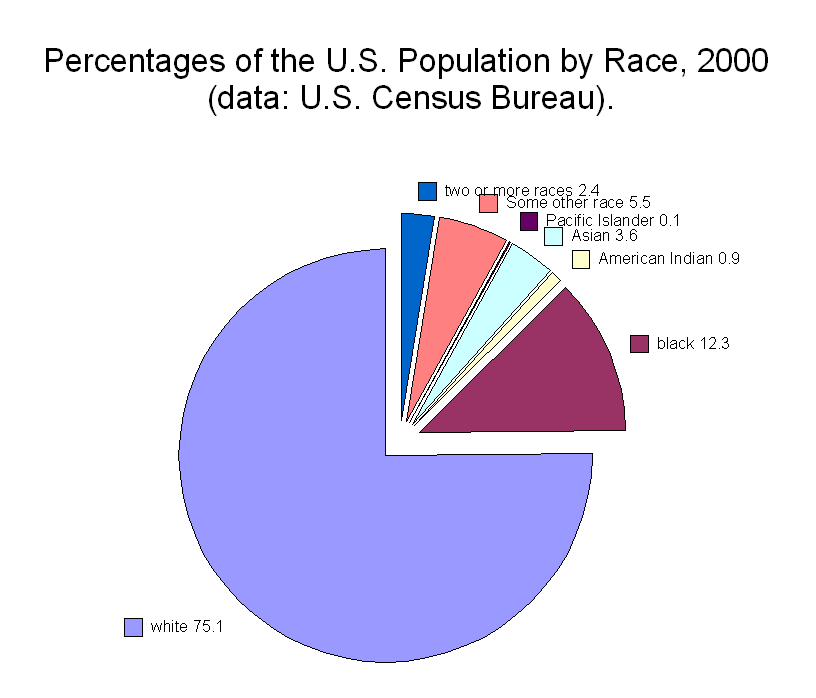 Percentages of the U.S. Population by Race, 2000
(data: U.S. Census Bureau).
two or more races 2.4
Some other race 5.5
Pacific Islander 0.1
Asian 3.6
American Indian 0.9
black 12.3
white 75.1